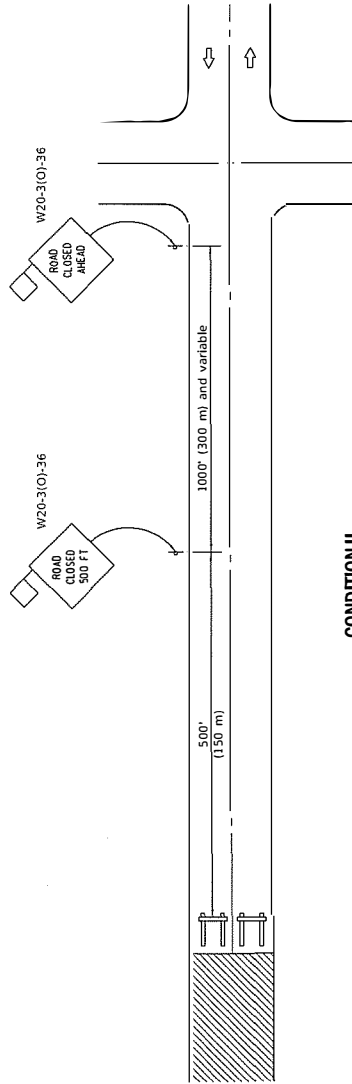 W20-3(O)-36
ROAD
CLOSED
AHEAD
W20-3(O)-36
ROAD
CLOSED
500 FT
1000' (300 m) and variable
500'
(150 m)
CONDITION II